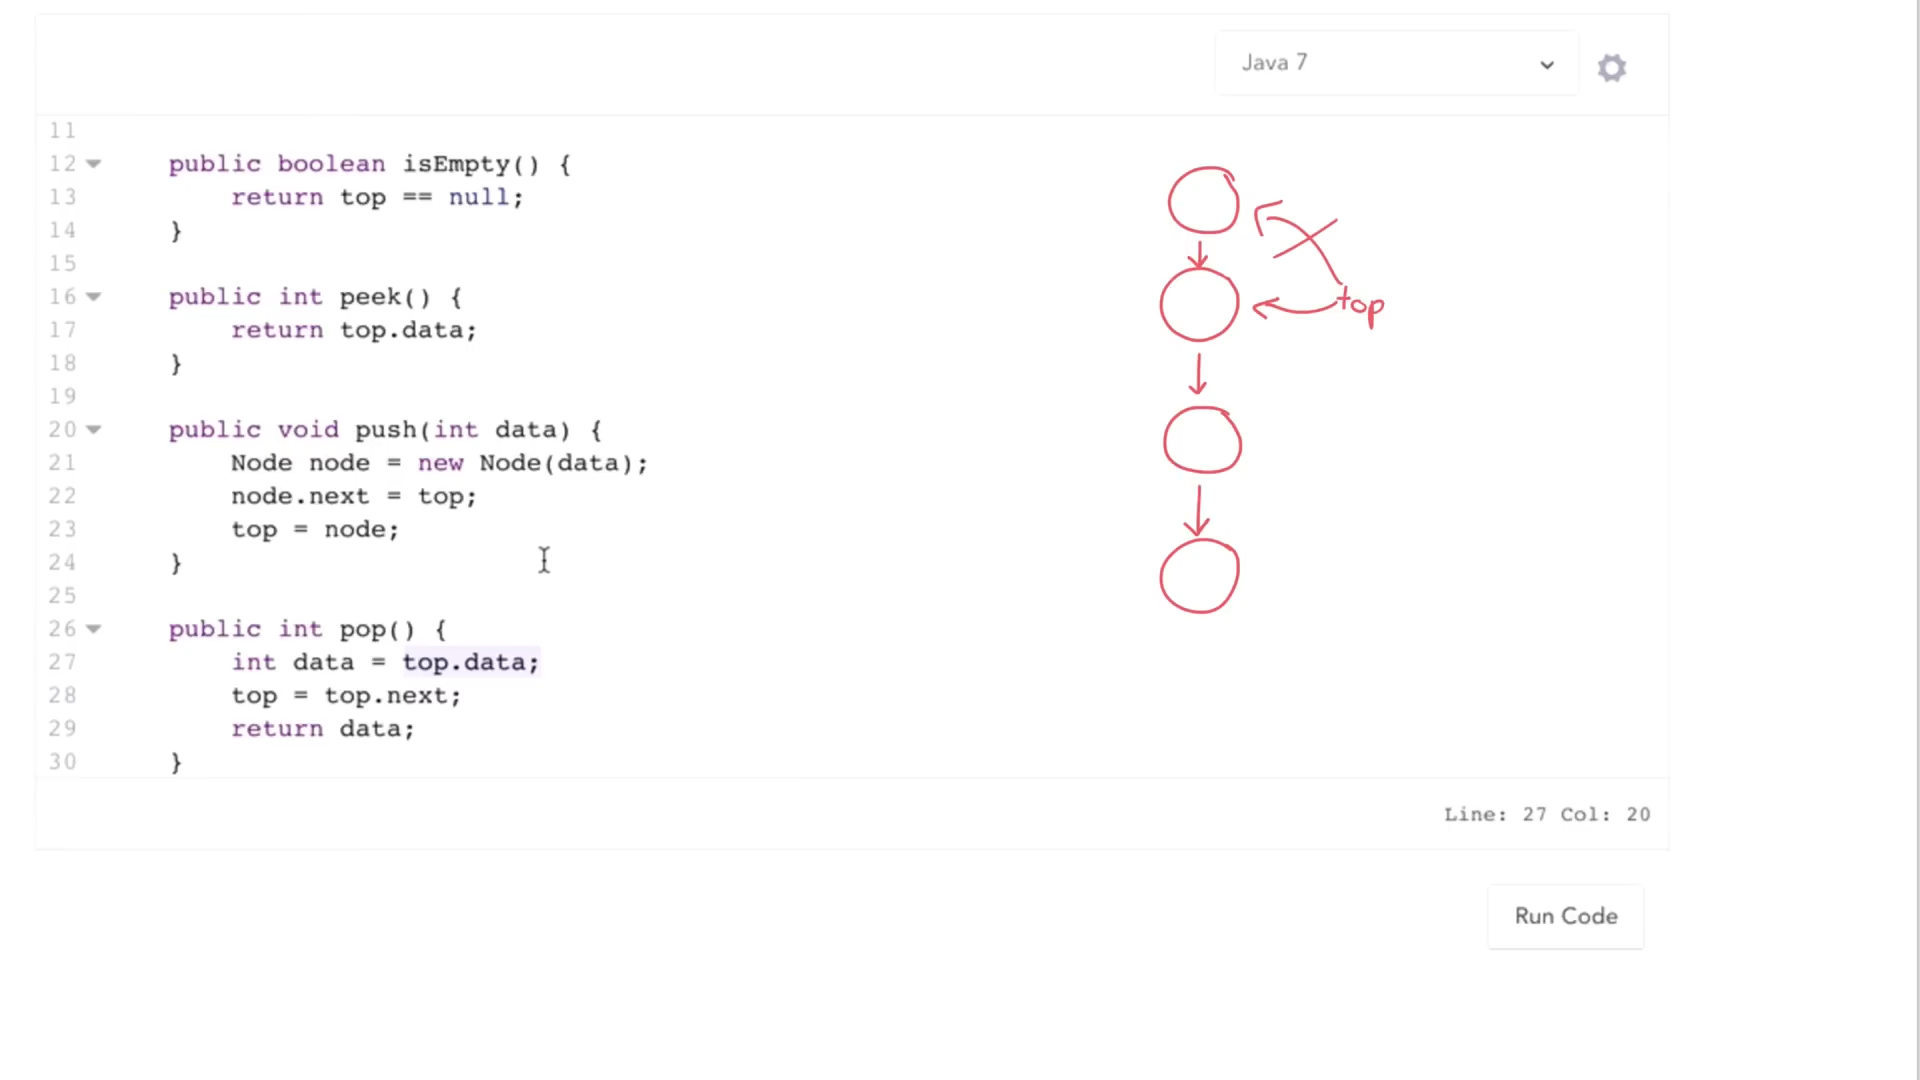 Java 7
11
12 public boolean isEmpty() {
13 return top == null;
14 }
15
16 public int peek() {
17 return top.data;
18 }
19
20 public void push(int data) {
21 Node node = new Node(data);
22 node.next = top;
23 top = node;
24 }
25
26 public int pop() {
27 int data = top.data;
28 top = top.next;
29 return data;
30 }
top
Line: 27 Col: 20
Run Code